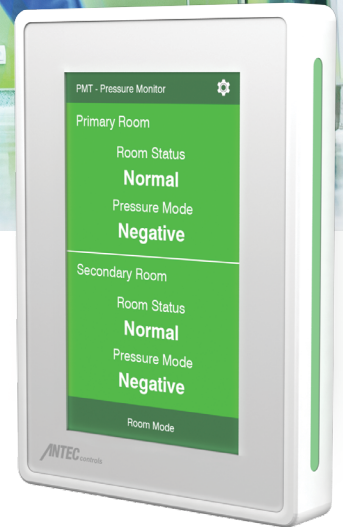 PMT - Pressure Monitor
Primary Room
Room Status
Normal
Pressure Mode
Negative
Secondary Room
Room Status
Normal
Pressure Mode
Negative
Room Mode
ANTEC controls